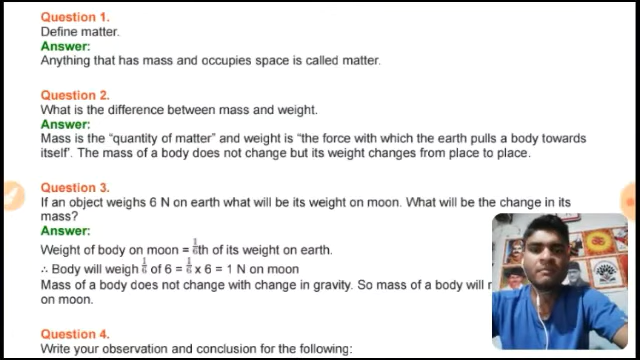 Question 1.
Define matter.
Answer:
Anything that has mass and occupies space is called matter.
Question 2.
What is the difference between mass and weight.
Answer:
Mass is the “quantity of matter” and weight is “the force with which the earth pulls a body towards
itself’. The mass of a body does not change but its weight changes from place to place.
Question 3.
If an object weighs 6 N on earth what will be its weight on moon. What will be the change in its
mass?
Answer:
Weight of body on moon = 1/6th of its weight on earth.
∴ Body will weigh 1/6 of 6 = 1/6 x 6 = 1 N on moon
Mass of a body does not change with change in gravity. So mass of a body will
on moon.
Question 4.
Write your observation and conclusion for the following: